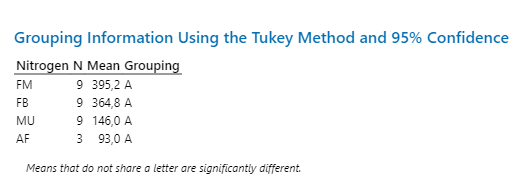 Grouping Information Using the Tukey Method and 95% Confidence
Nitrogen N Mean Grouping
FM 9 395,2 A
FB 9 364,8 A
MU 9 146,0 A
AF 3 93,0 A
Means that do not share a letter are significantly different.